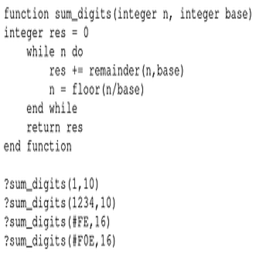 function sum_digits(integer n, integer base)
integer res = 0
    while n do
        res += remainder(n,base)
        n = floor(n/base)
    end while
    return res
end function

?sum_digits(1,10)
?sum_digits(1234,10)
?sum_digits(#FE,16)
?sum_digits(#F0E,16)